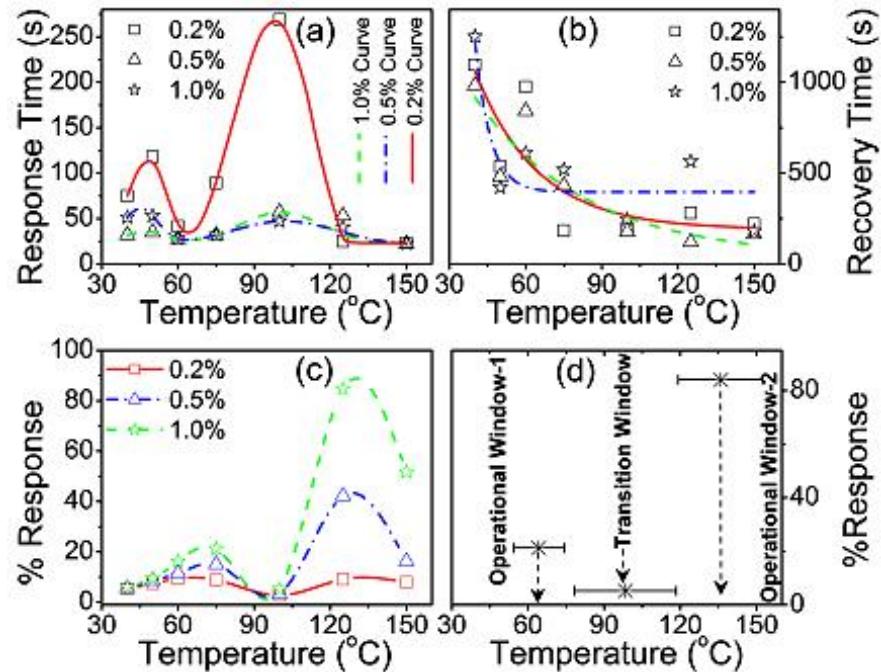 (a)
Response Time (s)
250
200
150
100
50
0
0.2%
0.5%
1.0%
1.0% Curve
0.5% Curve
0.2% Curve
30 60 90 120 150
Temperature (°C)
(b)
0.2%
0.5%
1.0%
1000
500
0
Recovery Time (s)
30 60 90 120 150
Temperature (°C)
(c)
% Response
100
80
60
40
20
0
0.2%
0.5%
1.0%
30 60 90 120 150
Temperature (°C)
(d)
Operational Window-1
Transition Window
Operational Window-2
80
40
0
%Response
30 60 90 120 150
Temperature (°C)